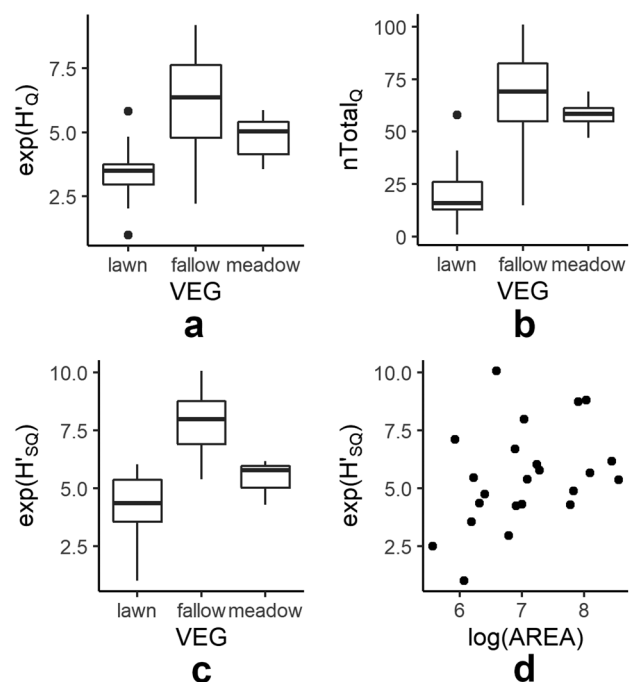 exp(H'Q)
7.5
5.0
2.5
lawn fallow meadow
VEG
a
nTotalQ
100
75
50
25
0
lawn fallow meadow
VEG
b
exp(H'SQ)
10.0
7.5
5.0
2.5
lawn fallow meadow
VEG
c
exp(H'SQ)
10.0
7.5
5.0
2.5
6 7 8
log(AREA)
d